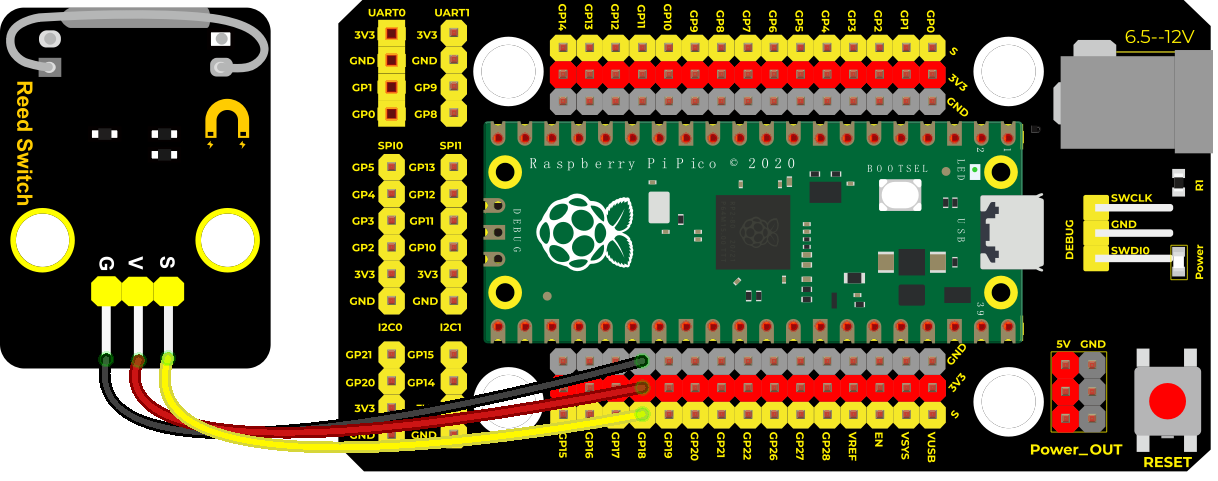 Reed Switch
G V S
UART0 UART1
3V3 3V3
GND GND
GP1 GP9
GP0 GP8
SPI0 SPI1
GP5 GP13
GP4 GP12
GP3 GP11
GP2 GP10
3V3 3V3
GND GND
I2C0 I2C1
GP21 GP15
GP20 GP14
3V3
GND
GP14 GP13 GP12 GP11 GP10 GP9 GP8 GP7 GP6 GP5 GP4 GP3 GP2 GP1 GP0
S
3V3
GND
Raspberry Pi Pico © 2020
BOOTSEL
LED
USB
DEBUG
2 1
39
GND
3V3
S
GP15 GP16 GP17 GP18 GP19 GP20 GP21 GP22 GP26 GP27 GP28 VREF EN VSYS VUSB
6.5--12V
R1
DEBUG
SWCLK
GND
SWDI0
Power
5V GND
Power_OUT
RESET